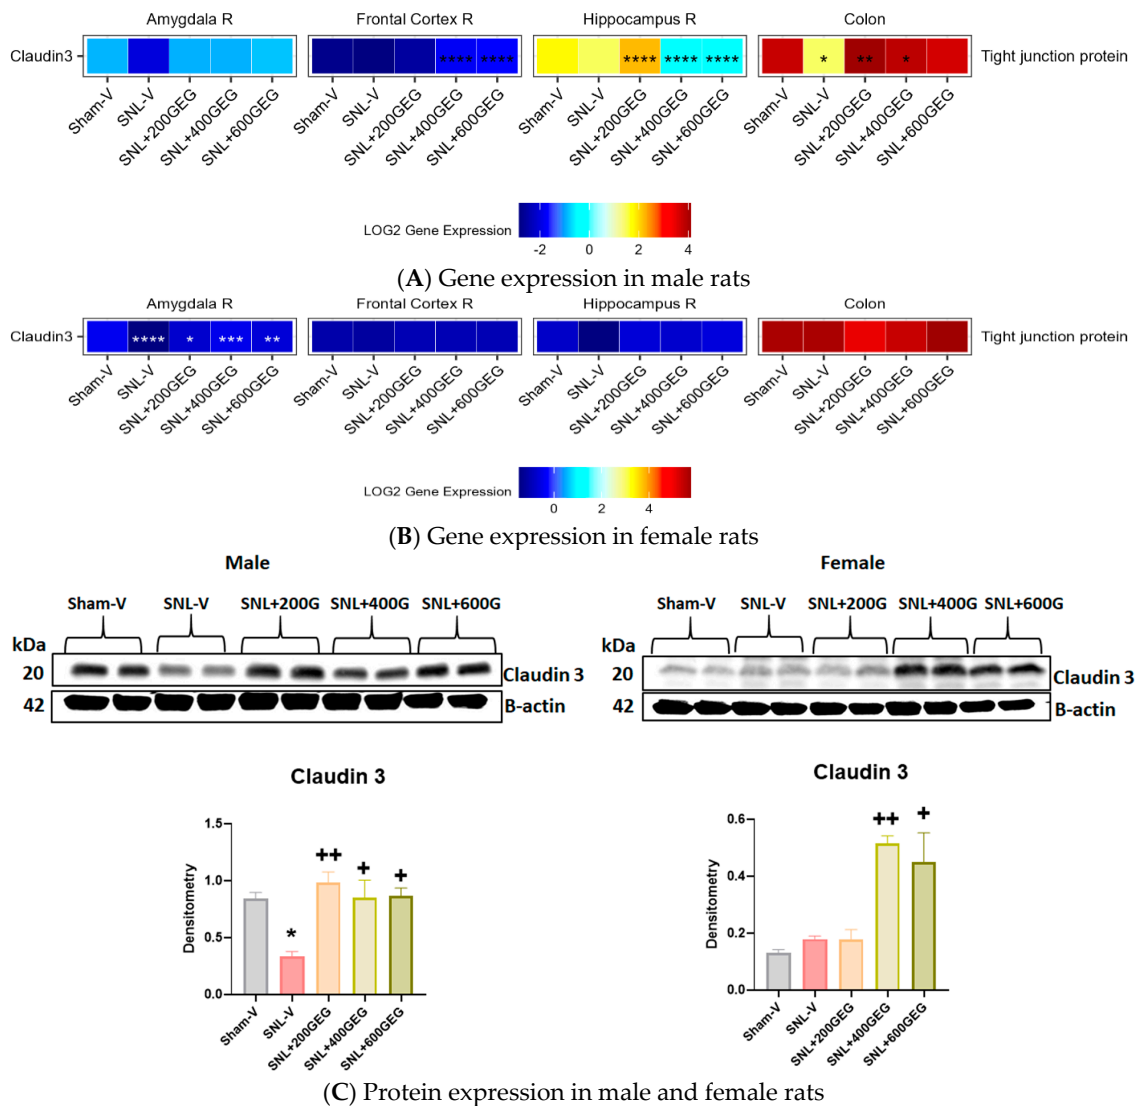 Amygdala R Frontal Cortex R Hippocampus R Colon
Claudin3 **** **** **** **** **** * ** * Tight junction protein
Sham-V SNL-V SNL+200GEG SNL+400GEG SNL+600GEG Sham-V SNL-V SNL+200GEG SNL+400GEG SNL+600GEG Sham-V SNL-V SNL+200GEG SNL+400GEG SNL+600GEG Sham-V SNL-V SNL+200GEG SNL+400GEG SNL+600GEG
LOG2 Gene Expression
-2 0 2 4
(A) Gene expression in male rats
Amygdala R Frontal Cortex R Hippocampus R Colon
Claudin3 **** * *** ** Tight junction protein
Sham-V SNL-V SNL+200GEG SNL+400GEG SNL+600GEG Sham-V SNL-V SNL+200GEG SNL+400GEG SNL+600GEG Sham-V SNL-V SNL+200GEG SNL+400GEG SNL+600GEG Sham-V SNL-V SNL+200GEG SNL+400GEG SNL+600GEG
LOG2 Gene Expression
0 2 4
(B) Gene expression in female rats
Male
Sham-V SNL-V SNL+200G SNL+400G SNL+600G
kDa
20 Claudin 3
42 B-actin
Female
Sham-V SNL-V SNL+200G SNL+400G SNL+600G
kDa
20 Claudin 3
42 B-actin
Claudin 3
Densitometry
1.5
1.0
0.5
0.0
* ++ + +
Sham-V SNL-V SNL+200GEG SNL+400GEG SNL+600GEG
Claudin 3
Densitometry
0.6
0.4
0.2
0.0
++ +
Sham-V SNL-V SNL+200GEG SNL+400GEG SNL+600GEG
(C) Protein expression in male and female rats